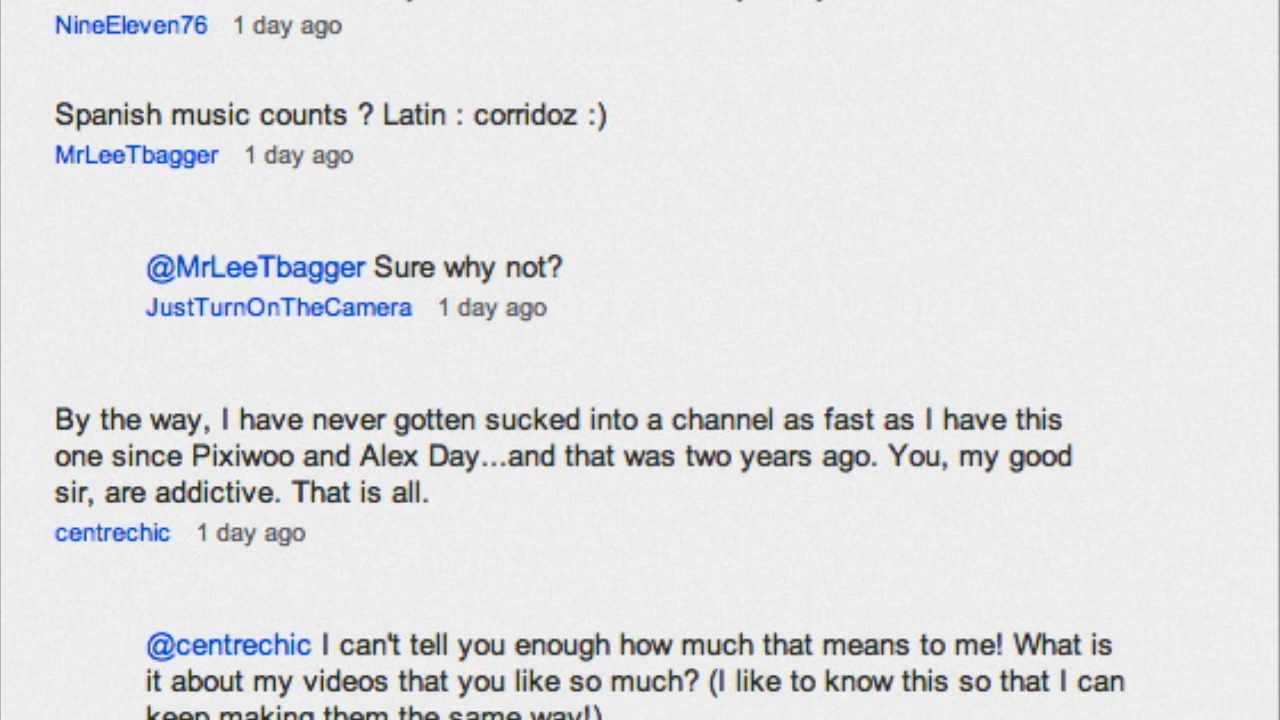 NineEleven76 1 day ago
Spanish music counts ? Latin : corridoz :)
MrLeeTbagger 1 day ago
@MrLeeTbagger Sure why not?
JustTurnOnTheCamera 1 day ago
By the way, I have never gotten sucked into a channel as fast as I have this
one since Pixiwoo and Alex Day...and that was two years ago. You, my good
sir, are addictive. That is all.
centrechic 1 day ago
@centrechic I can't tell you enough how much that means to me! What is
it about my videos that you like so much? (I like to know this so that I can
keep making them the same way!)